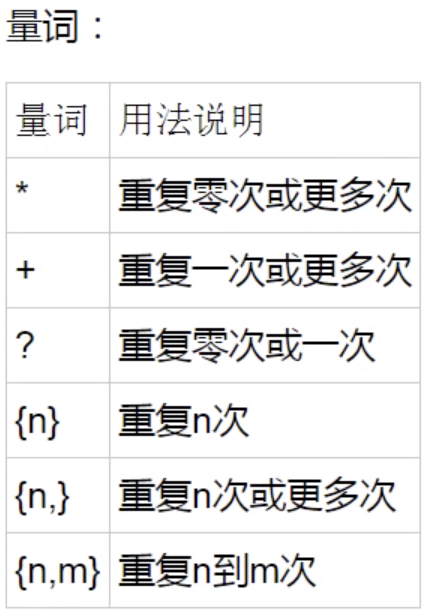 量词：
量词 用法说明
* 重复零次或更多次
+ 重复一次或更多次
? 重复零次或一次
{n} 重复n次
{n,} 重复n次或更多次
{n,m} 重复n到m次